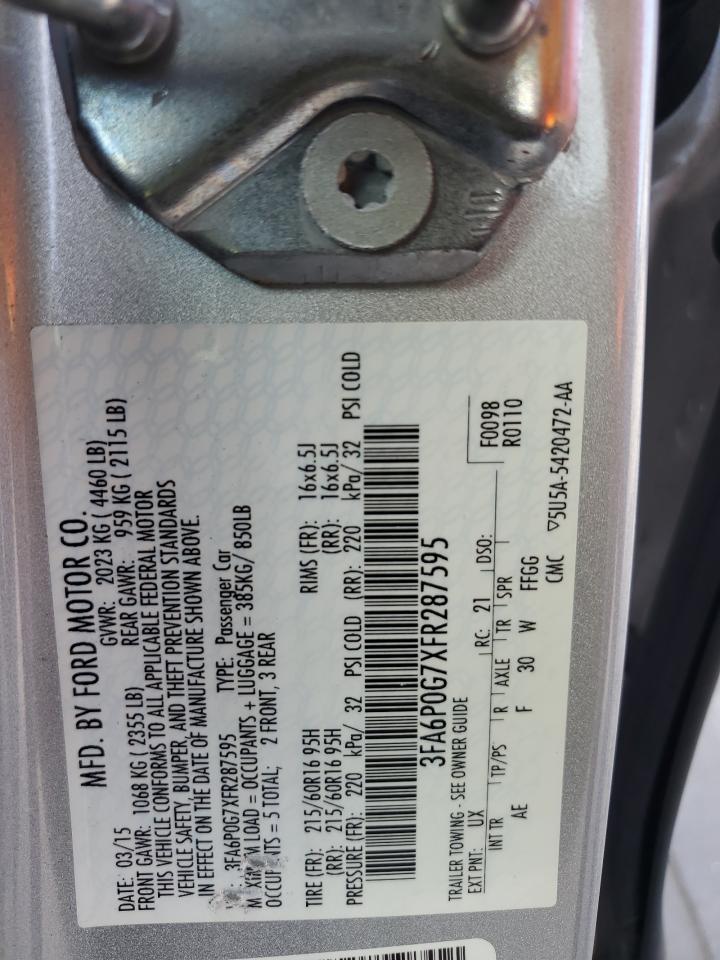 MFD. BY FORD MOTOR CO.
DATE: 03/15 GVWR: 2023 KG ( 4460 LB)
FRONT GAWR: 1068 KG ( 2355 LB) REAR GAWR: 959 KG ( 2115 LB)
THIS VEHICLE CONFORMS TO ALL APPLICABLE FEDERAL MOTOR
VEHICLE SAFETY, BUMPER, AND THEFT PREVENTION STANDARDS
IN EFFECT ON THE DATE OF MANUFACTURE SHOWN ABOVE.
3FA6P0G7XFR287595 TYPE: Passenger Car
LOAD = OCCUPANTS + LUGGAGE = 385KG/ 850LB
= 5 TOTAL; 2 FRONT, 3 REAR
TIRE (FR): 215/60R16 95H RIMS (FR): 16x6.5J
(RR): 215/60R16 95H (RR): 16x6.5J
PRESSURE (FR): 220 kPa/ 32 PSI COLD (RR): 220 kPa/ 32 PSI COLD
3FA6P0G7XFR287595
TRAILER TOWING - SEE OWNER GUIDE F0098
EXT PNT: UX RC: 21 DSO: R0110
INT TR TP/PS R AXLE TR SPR
AE F 30 W FFGG
CMC ▽5U5A-5420472-AA